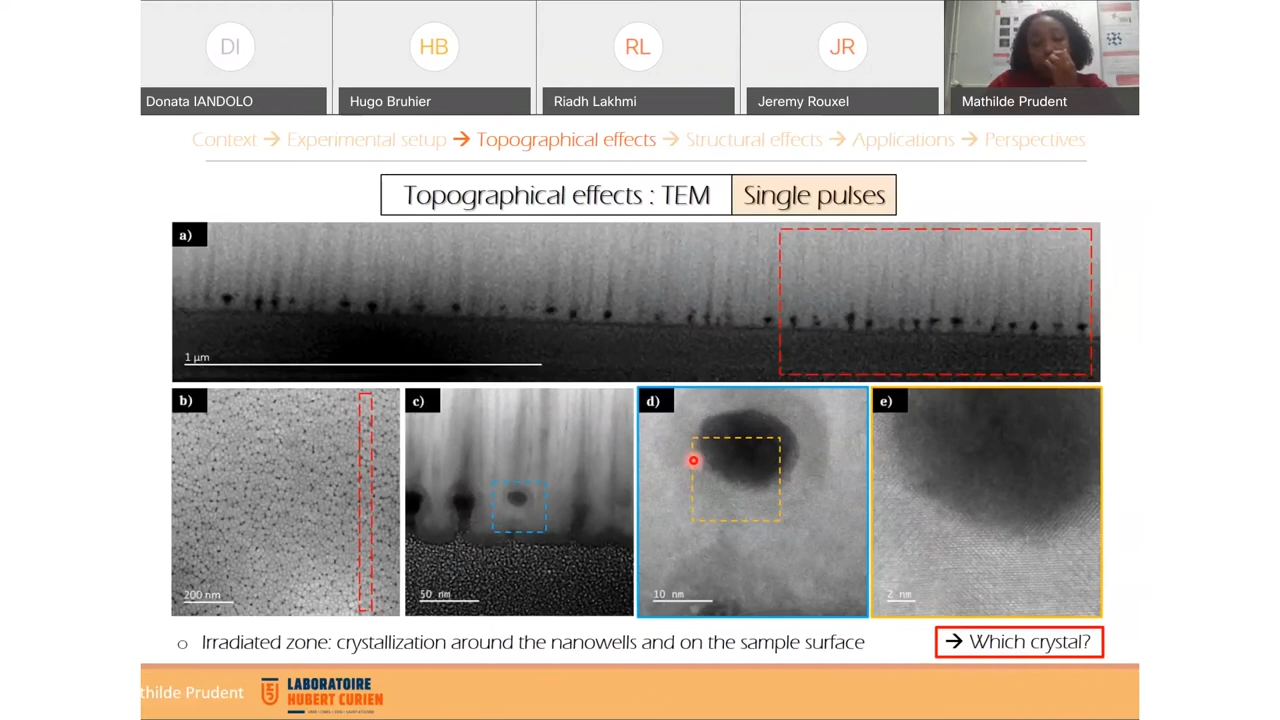 DI
HB
RL
JR
Donata IANDOLO
Hugo Bruhier
Riadh Lakhmi
Jeremy Rouxel
Mathilde Prudent
Context → Experimental setup → Topographical effects → Structural effects → Applications → Perspectives
Topographical effects : TEM
Single pulses
a)
1 μm
b)
200 nm
c)
50 nm
d)
10 nm
e)
2 nm
o Irradiated zone: crystallization around the nanowells and on the sample surface
→ Which crystal?
thilde Prudent
LABORATOIRE
HUBERT CURIEN